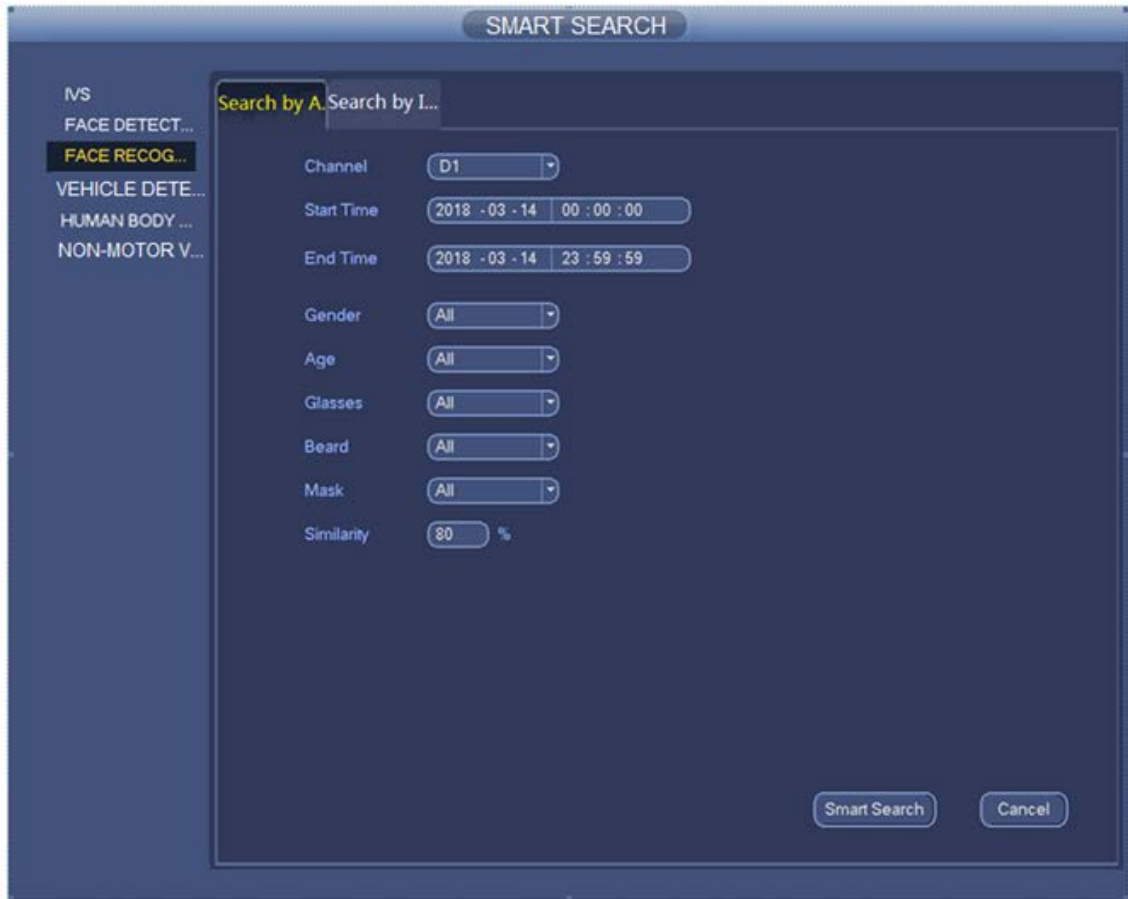 SMART SEARCH
IVS
FACE DETECT...
FACE RECOG...
VEHICLE DETE...
HUMAN BODY ...
NON-MOTOR V...
Search by A. Search by I...
Channel D1
Start Time 2018 - 03 - 14 00 : 00 : 00
End Time 2018 - 03 - 14 23 : 59 : 59
Gender All
Age All
Glasses All
Beard All
Mask All
Similarity 80 %
Smart Search Cancel